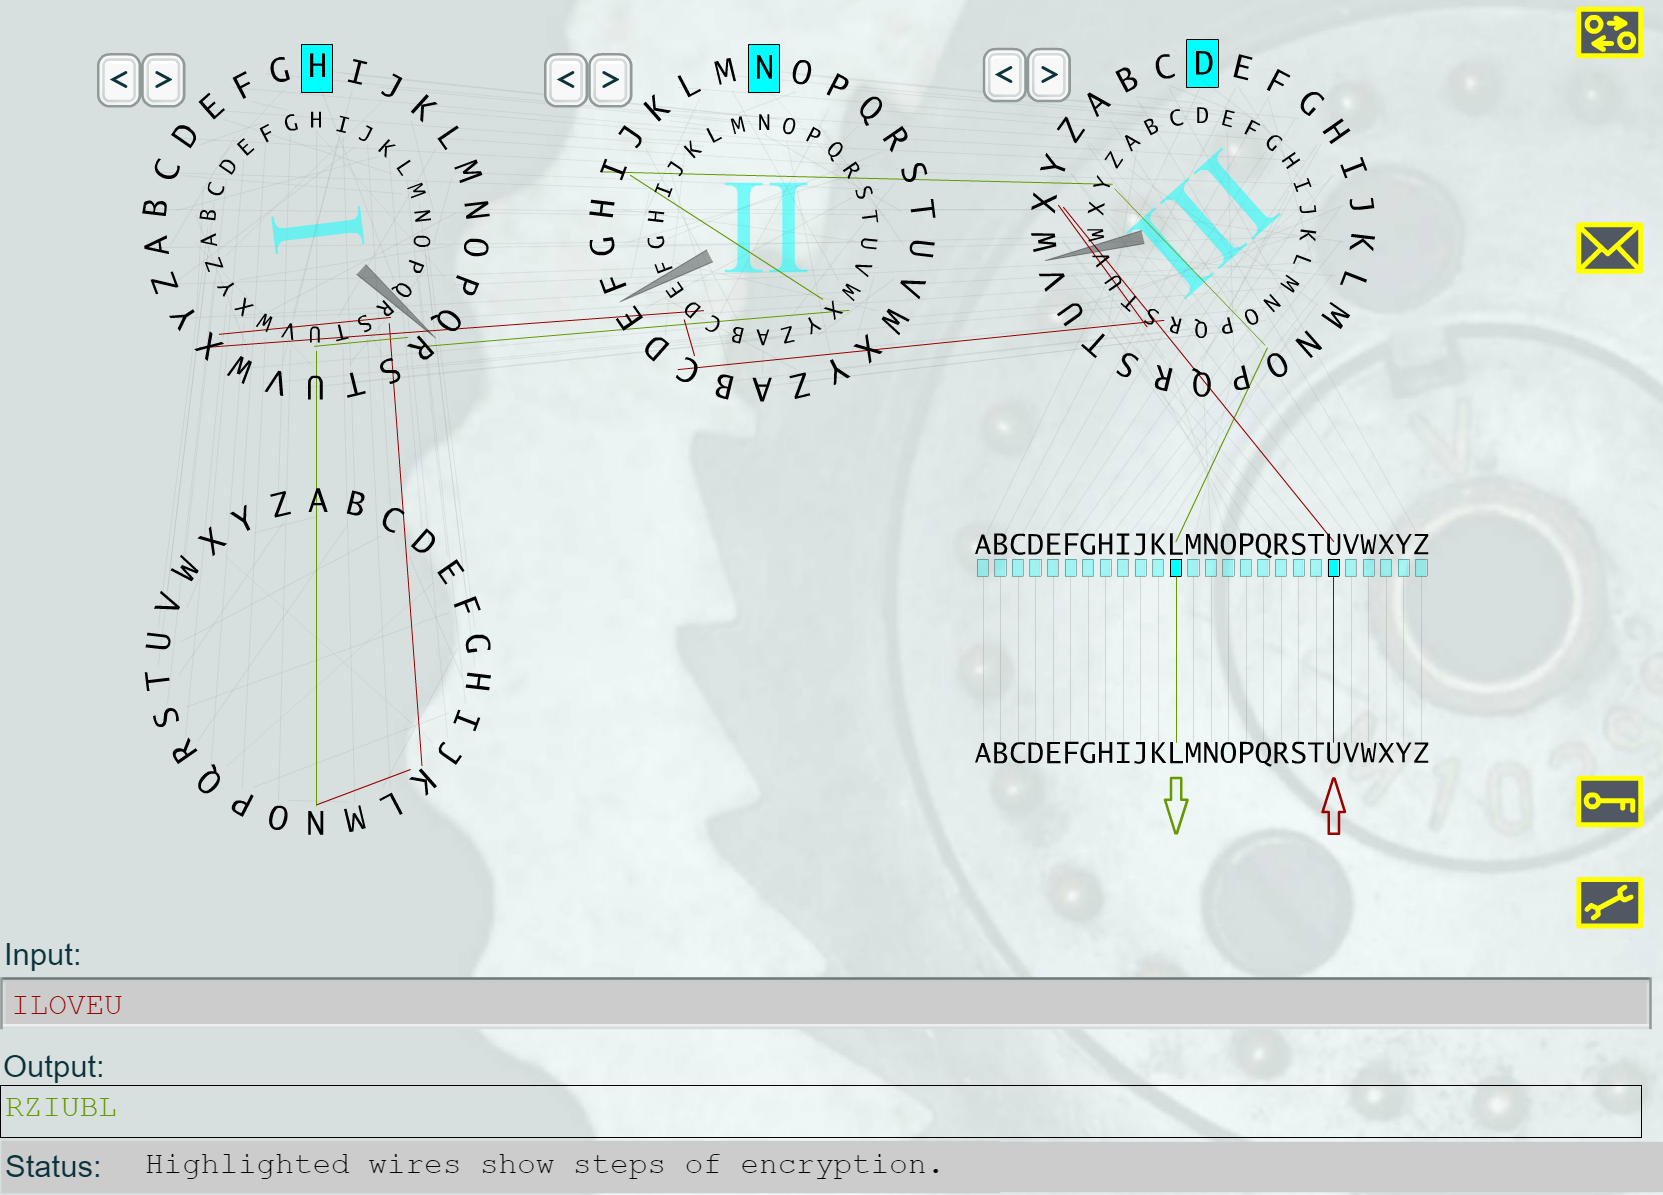 < >
< >
< >
H I J K L M N O P Q R S T U V W X Y Z A B C D E F G
H I J K L M N O P Q R S T U V W X Y Z A B C D E F G
I
N O P Q R S T U V W X Y Z A B C D E F G H I J K L M
N O P Q R S T U V W X Y Z A B C D E F G H I J K L M
II
D E F G H I J K L M N O P Q R S T U V W X Y Z A B C
D E F G H I J K L M N O P Q R S T U V W X Y Z A B C
III
A B C D E F G H I J K L M N O P Q R S T U V W X Y Z
ABCDEFGHIJKLMNOPQRSTUVWXYZ
ABCDEFGHIJKLMNOPQRSTUVWXYZ
Input:
ILOVEU
Output:
RZIUBL
Status: Highlighted wires show steps of encryption.